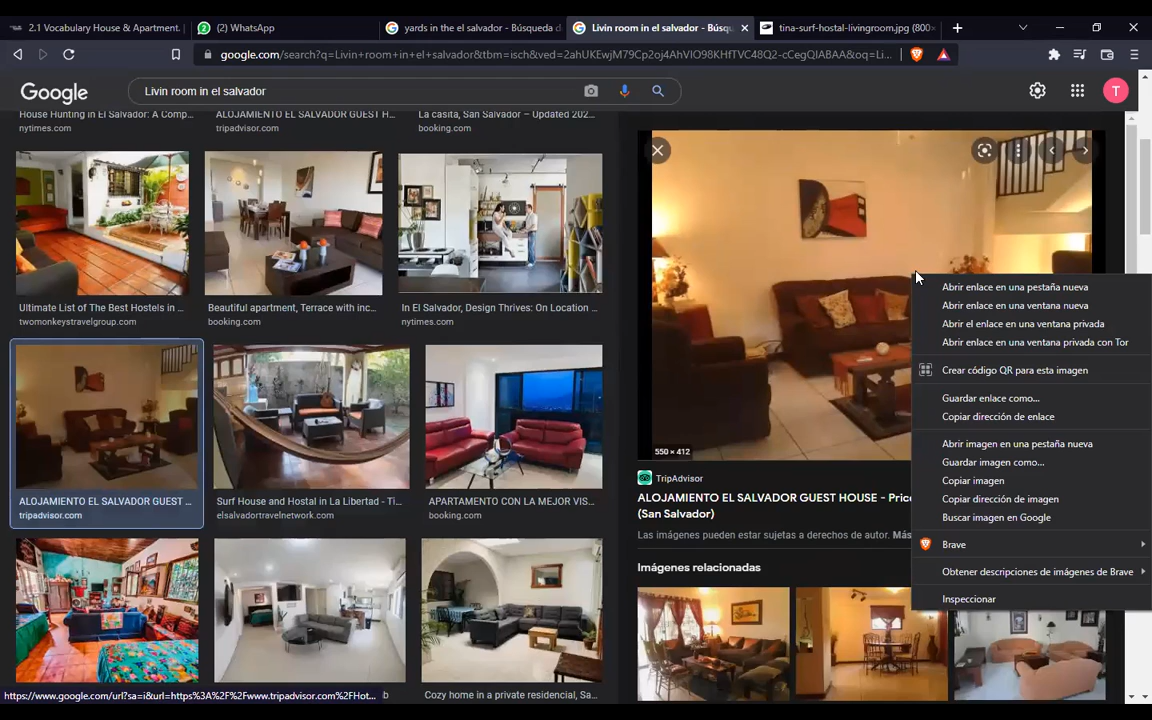 2.1 Vocabulary House & Apartment.
(2) WhatsApp
yards in the el salvador - Búsqueda d
Livin room in el salvador - Búsqu
tina-surf-hostal-livingroom.jpg (800×
google.com/search?q=Livin+room+in+el+salvador&tbm=isch&ved=2ahUKEwjM79Cp2oj4AhVIO98KHfTVC48Q2-cCegQIABAA&oq=Li...
Google
Livin room in el salvador
T
House Hunting in El Salvador: A Comp...
nytimes.com
ALOJAMIENTO EL SALVADOR GUEST H...
tripadvisor.com
La casita, San Salvador – Updated 202...
booking.com
Ultimate List of The Best Hostels in ...
twomonkeystravelgroup.com
Beautiful apartment, Terrace with inc...
booking.com
In El Salvador, Design Thrives: On Location ...
nytimes.com
ALOJAMIENTO EL SALVADOR GUEST ...
tripadvisor.com
Surf House and Hostal in La Libertad - Ti...
elsalvadortravelnetwork.com
APARTAMENTO CON LA MEJOR VIS...
booking.com
Cozy home in a private residencial, Sa...
550 × 412
TripAdvisor
ALOJAMIENTO EL SALVADOR GUEST HOUSE - Price
(San Salvador)
Las imágenes pueden estar sujetas a derechos de autor. Más
Imágenes relacionadas
Abrir enlace en una pestaña nueva
Abrir enlace en una ventana nueva
Abrir el enlace en una ventana privada
Abrir enlace en una ventana privada con Tor
Crear código QR para esta imagen
Guardar enlace como...
Copiar dirección de enlace
Abrir imagen en una pestaña nueva
Guardar imagen como...
Copiar imagen
Copiar dirección de imagen
Buscar imagen en Google
Brave
Obtener descripciones de imágenes de Brave
Inspeccionar
https://www.google.com/url?sa=i&url=https%3A%2F%2Fwww.tripadvisor.com%2FHot...